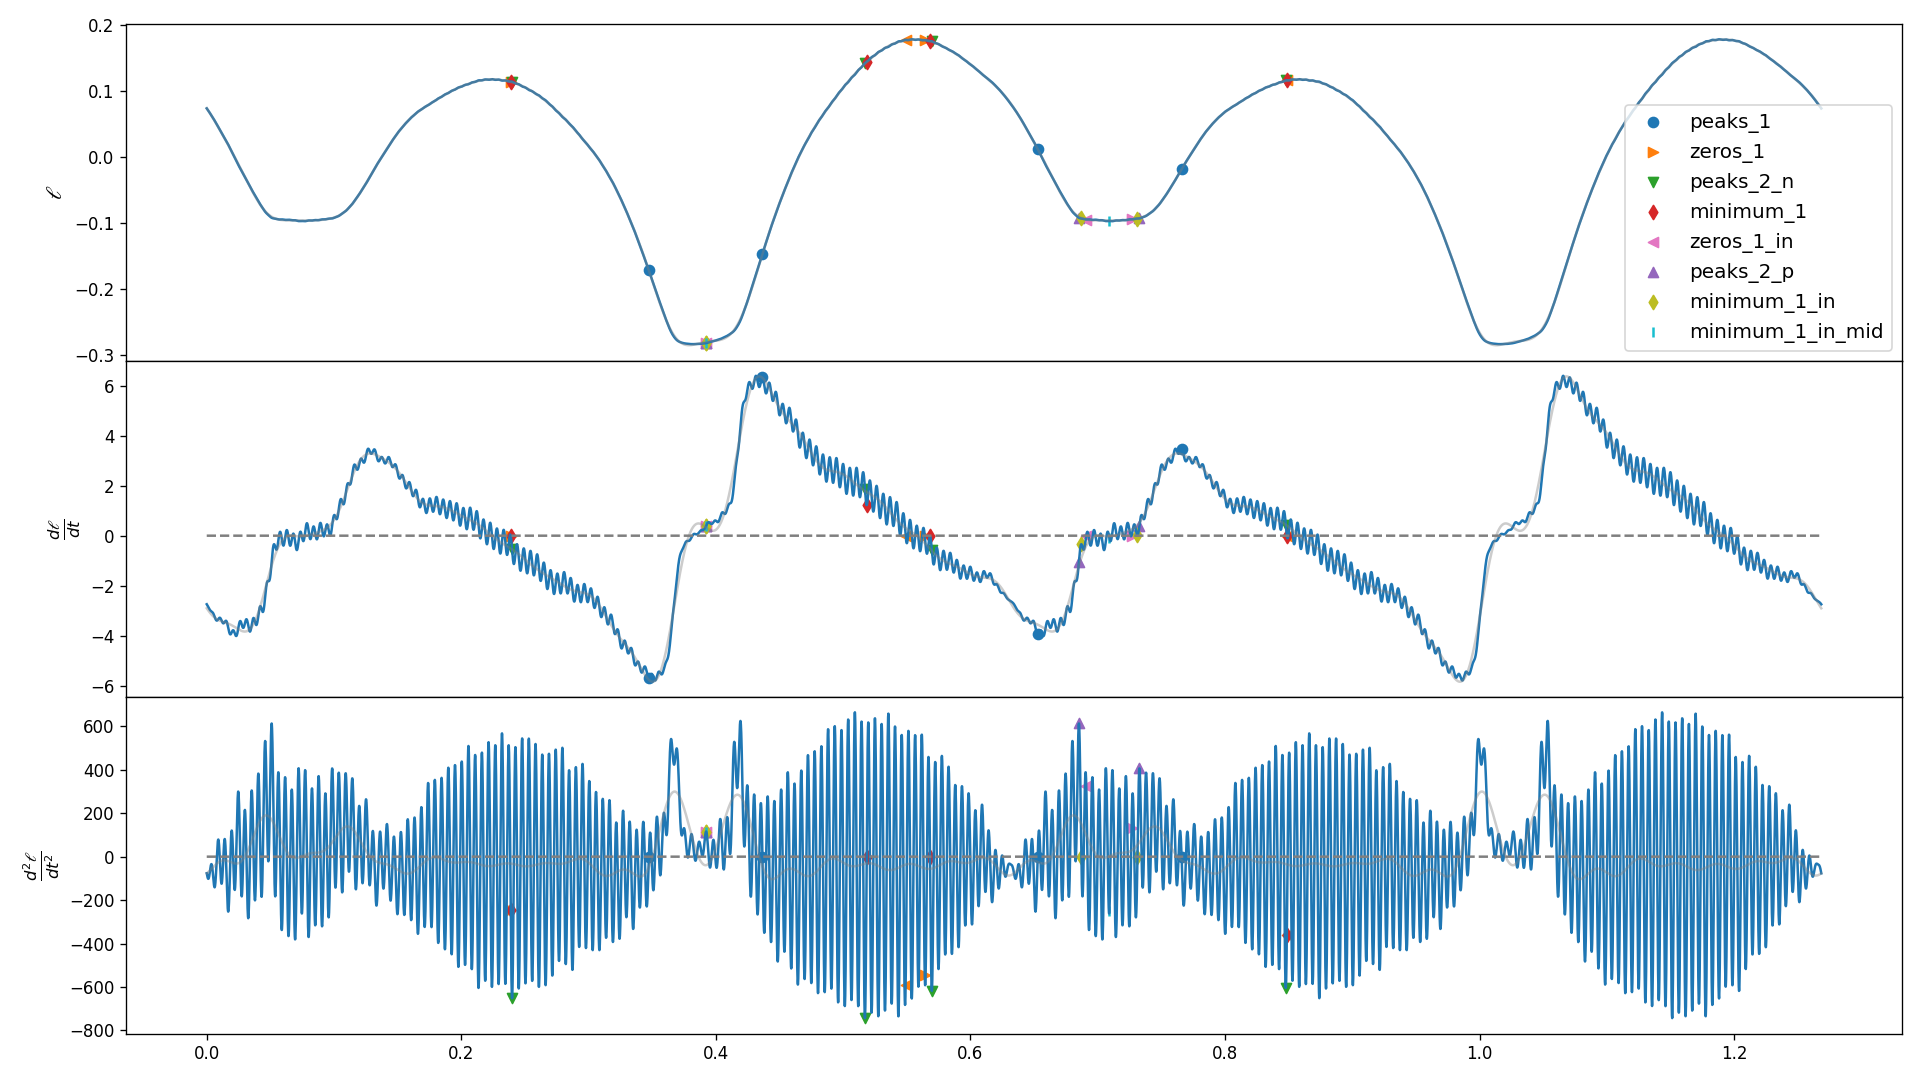 0.2
0.1
0.0
−0.1
−0.2
−0.3
ℓ
peaks_1
zeros_1
peaks_2_n
minimum_1
zeros_1_in
peaks_2_p
minimum_1_in
minimum_1_in_mid
6
4
2
0
−2
−4
−6
dℓ
dt
600
400
200
0
−200
−400
−600
−800
d²ℓ
dt²
0.0 0.2 0.4 0.6 0.8 1.0 1.2